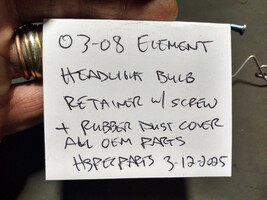 03-08 ELEMENT
HEADLIGHT BULB
RETAINER W/ SCREW
+ RUBBER DUST COVER
ALL OEM PARTS
HSPECPARTS 3-12-2025